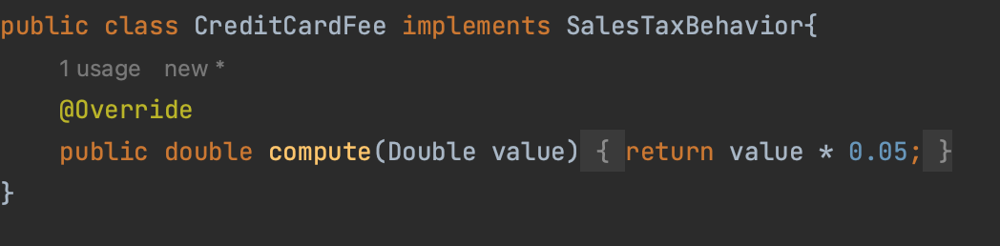 public class CreditCardFee implements SalesTaxBehavior{
1 usage new *
@Override
public double compute(Double value) { return value * 0.05; }
}